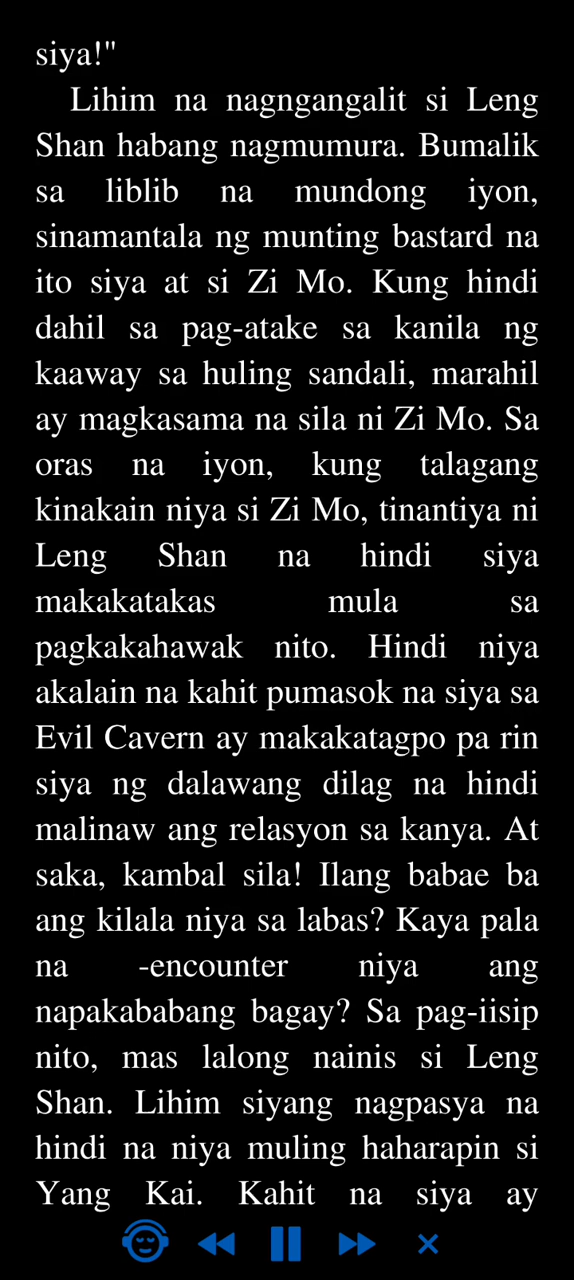 siya!"
Lihim na nagngangalit si Leng
Shan habang nagmumura. Bumalik
sa liblib na mundong iyon,
sinamantala ng munting bastard na
ito siya at si Zi Mo. Kung hindi
dahil sa pag-atake sa kanila ng
kaaway sa huling sandali, marahil
ay magkasama na sila ni Zi Mo. Sa
oras na iyon, kung talagang
kinakain niya si Zi Mo, tinantiya ni
Leng Shan na hindi siya
makakatakas mula sa
pagkakahawak nito. Hindi niya
akalain na kahit pumasok na siya sa
Evil Cavern ay makakatagpo pa rin
siya ng dalawang dilag na hindi
malinaw ang relasyon sa kanya. At
saka, kambal sila! Ilang babae ba
ang kilala niya sa labas? Kaya pala
na -encounter niya ang
napakababang bagay? Sa pag-iisip
nito, mas lalong nainis si Leng
Shan. Lihim siyang nagpasya na
hindi na niya muling haharapin si
Yang Kai. Kahit na siya ay